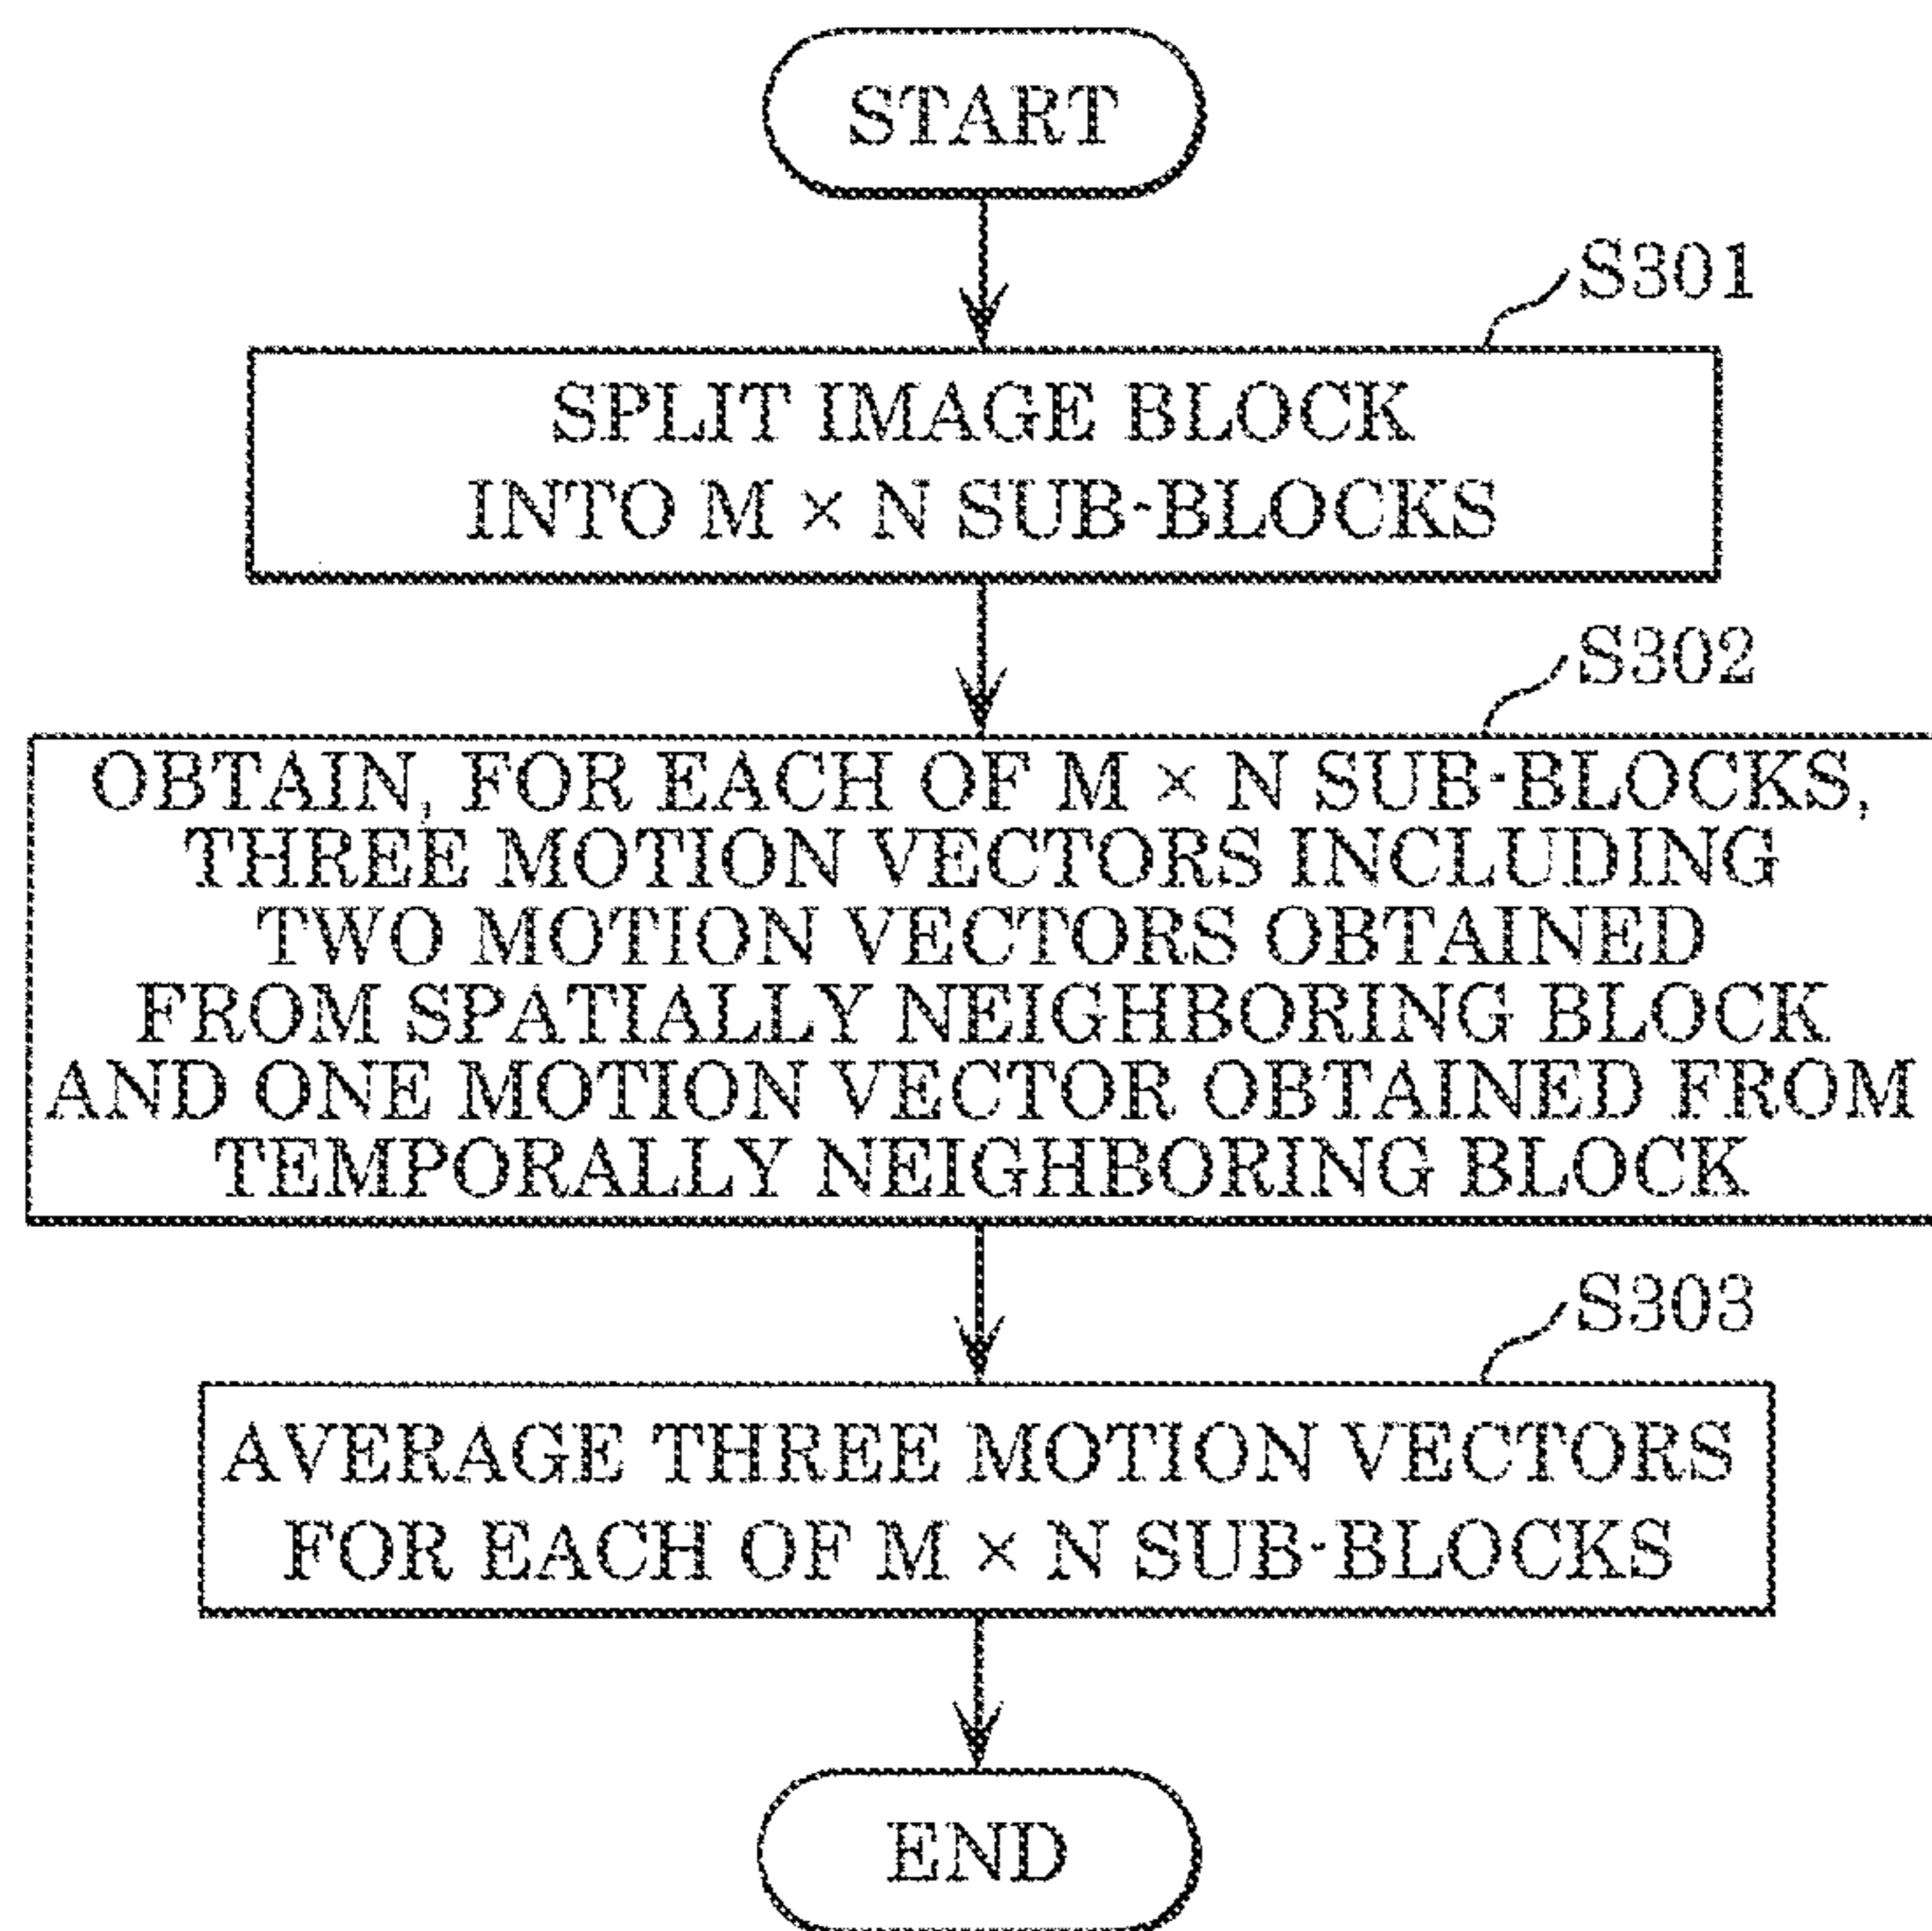 START
S301
SPLIT IMAGE BLOCK
INTO M × N SUB-BLOCKS
S302
OBTAIN, FOR EACH OF M × N SUB-BLOCKS,
THREE MOTION VECTORS INCLUDING
TWO MOTION VECTORS OBTAINED
FROM SPATIALLY NEIGHBORING BLOCK
AND ONE MOTION VECTOR OBTAINED FROM
TEMPORALLY NEIGHBORING BLOCK
S303
AVERAGE THREE MOTION VECTORS
FOR EACH OF M × N SUB-BLOCKS
END